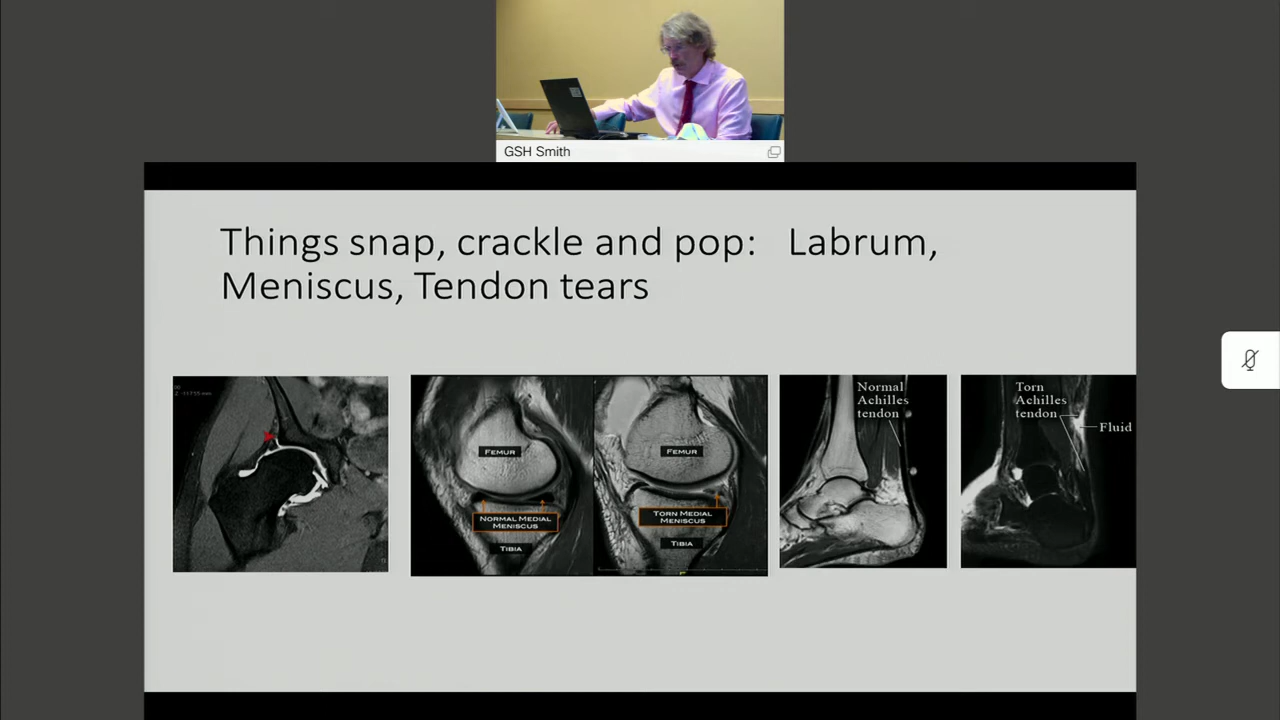 GSH Smith
Things snap, crackle and pop: Labrum,
Meniscus, Tendon tears
FEMUR
NORMAL MEDIAL
MENISCUS
TIBIA
FEMUR
TORN MEDIAL
MENISCUS
TIBIA
Normal
Achilles
tendon
Torn
Achilles
tendon
Fluid